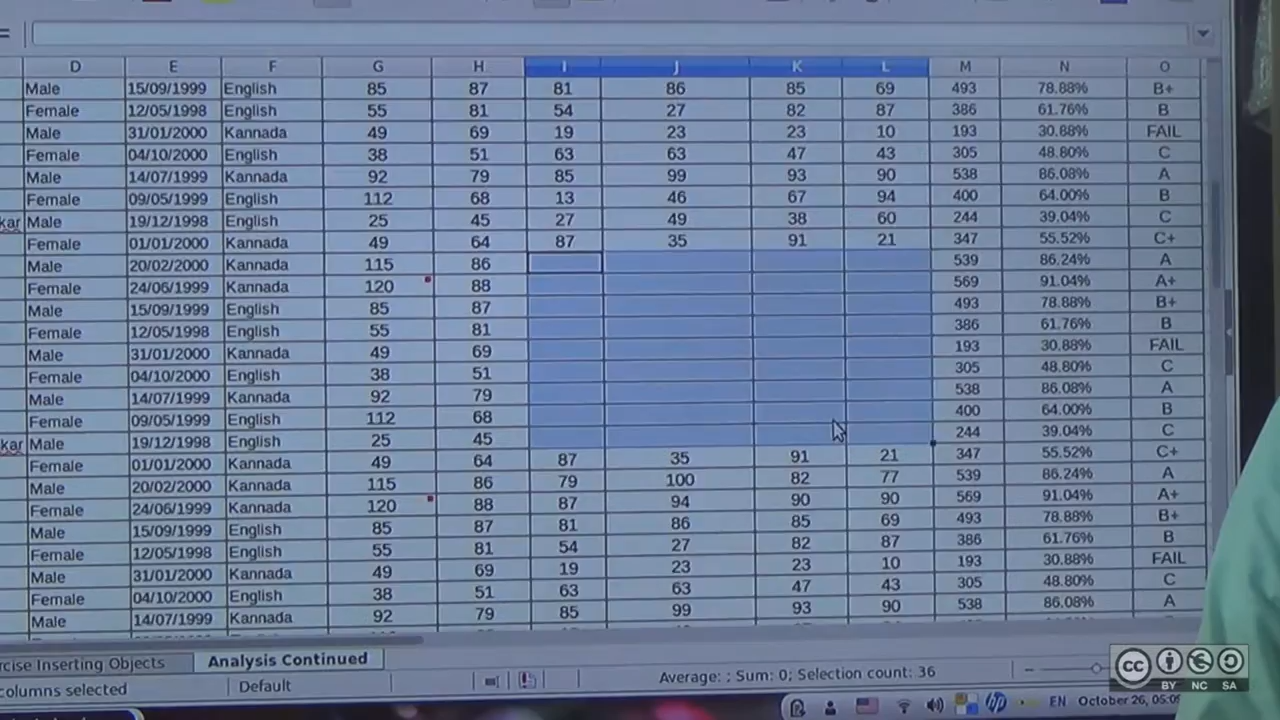 =
D E F G H I J K L M N O
Male 15/09/1999 English 85 87 81 86 85 69 493 78.88% B+
Female 12/05/1998 English 55 81 54 27 82 87 386 61.76% B
Male 31/01/2000 Kannada 49 69 19 23 23 10 193 30.88% FAIL
Female 04/10/2000 English 38 51 63 63 47 43 305 48.80% C
Male 14/07/1999 Kannada 92 79 85 99 93 90 538 86.08% A
Female 09/05/1999 English 112 68 13 46 67 94 400 64.00% B
kar Male 19/12/1998 English 25 45 27 49 38 60 244 39.04% C
Female 01/01/2000 Kannada 49 64 87 35 91 21 347 55.52% C+
Male 20/02/2000 Kannada 115 86 539 86.24% A
Female 24/06/1999 Kannada 120 88 569 91.04% A+
Male 15/09/1999 English 85 87 493 78.88% B+
Female 12/05/1998 English 55 81 386 61.76% B
Male 31/01/2000 Kannada 49 69 193 30.88% FAIL
Female 04/10/2000 English 38 51 305 48.80% C
Male 14/07/1999 Kannada 92 79 538 86.08% A
Female 09/05/1999 English 112 68 400 64.00% B
kar Male 19/12/1998 English 25 45 244 39.04% C
Female 01/01/2000 Kannada 49 64 87 35 91 21 347 55.52% C+
Male 20/02/2000 Kannada 115 86 79 100 82 77 539 86.24% A
Female 24/06/1999 Kannada 120 88 87 94 90 90 569 91.04% A+
Male 15/09/1999 English 85 87 81 86 85 69 493 78.88% B+
Female 12/05/1998 English 55 81 54 27 82 87 386 61.76% B
Male 31/01/2000 Kannada 49 69 19 23 23 10 193 30.88% FAIL
Female 04/10/2000 English 38 51 63 63 47 43 305 48.80% C
Male 14/07/1999 Kannada 92 79 85 99 93 90 538 86.08% A
rcise Inserting Objects Analysis Continued
columns selected Default Average: ; Sum: 0; Selection count: 36
EN October 26, 05:0
cc BY NC SA